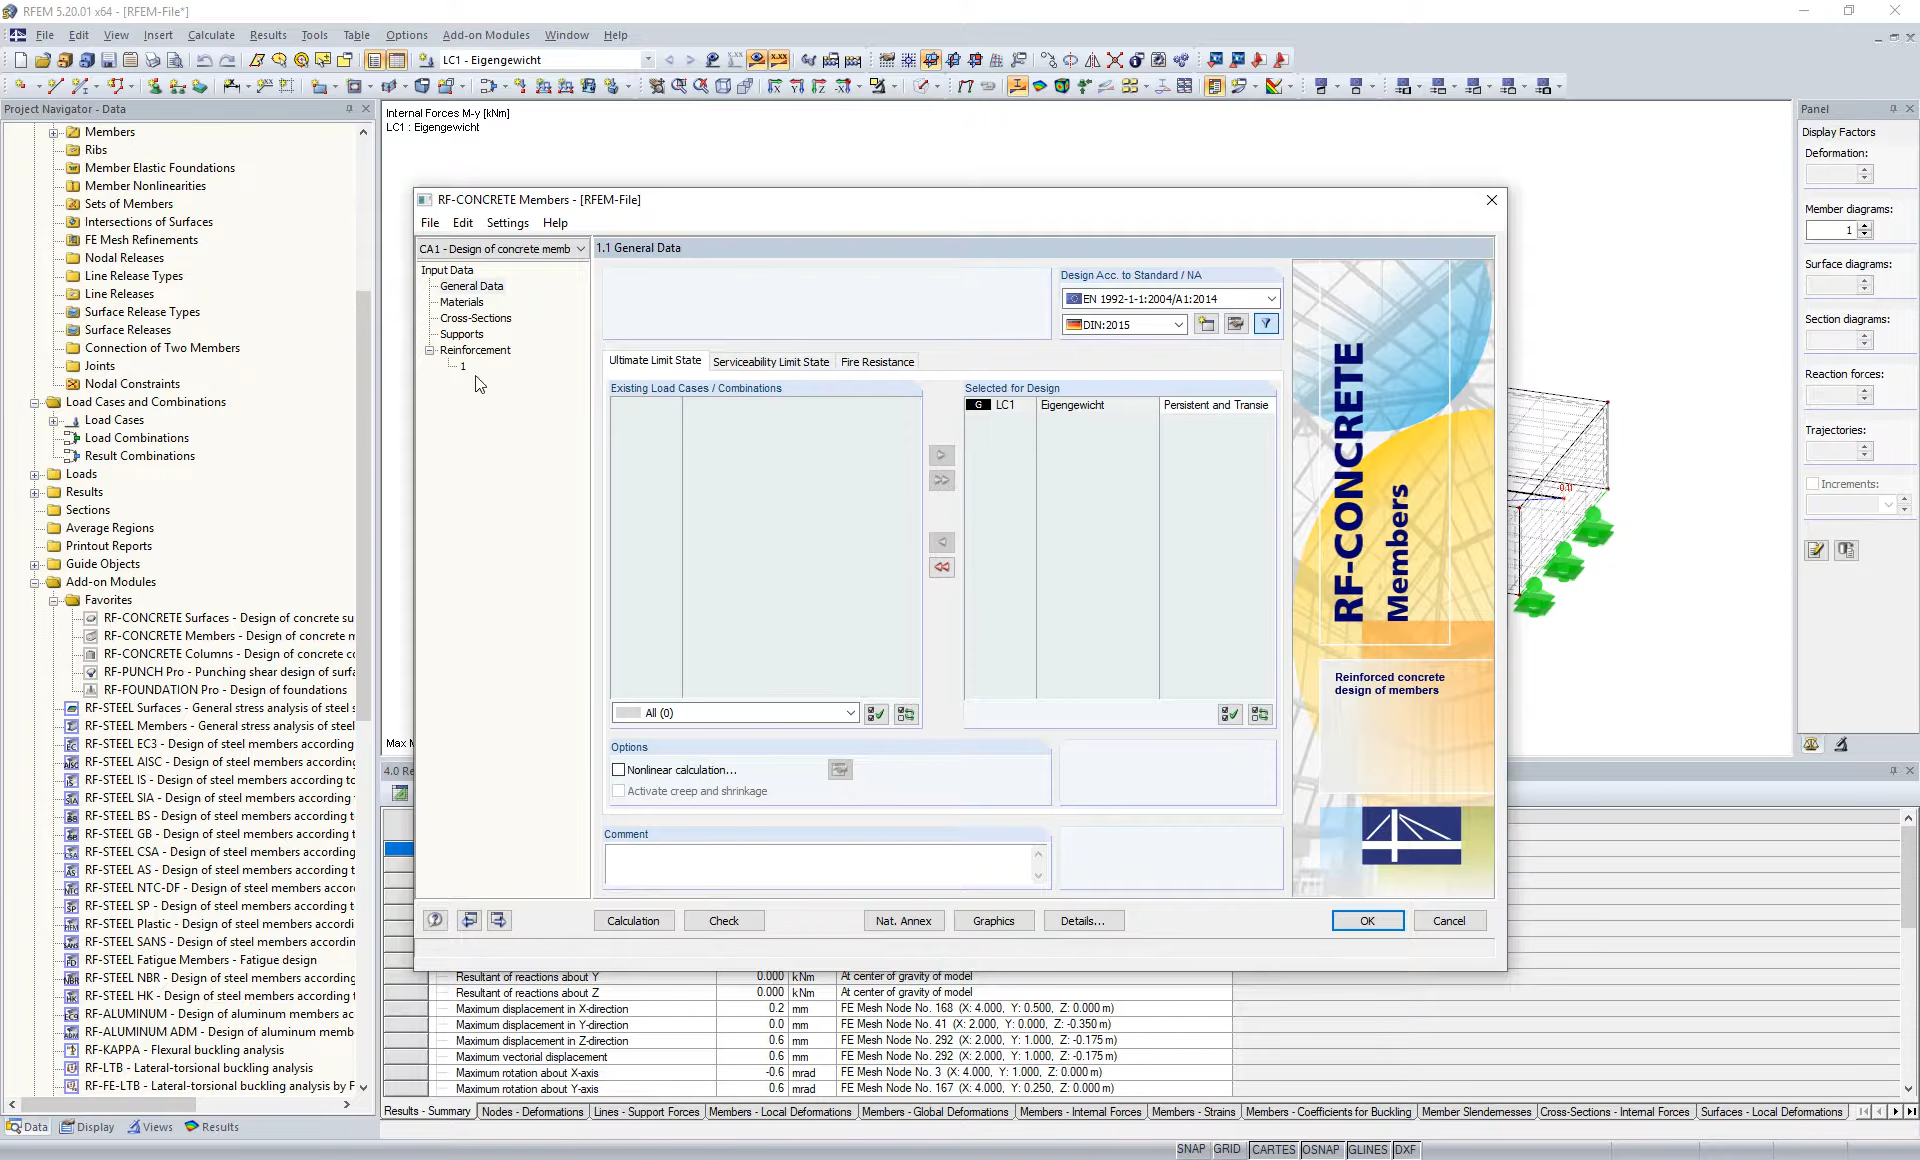 RFEM 5.20.01 x64 - [RFEM-File*]
File Edit View Insert Calculate Results Tools Table Options Add-on Modules Window Help
LC1 - Eigengewicht
Project Navigator - Data
Members
Ribs
Member Elastic Foundations
Member Nonlinearities
Sets of Members
Intersections of Surfaces
FE Mesh Refinements
Nodal Releases
Line Release Types
Line Releases
Surface Release Types
Surface Releases
Connection of Two Members
Joints
Nodal Constraints
Load Cases and Combinations
Load Cases
Load Combinations
Result Combinations
Loads
Results
Sections
Average Regions
Printout Reports
Guide Objects
Add-on Modules
Favorites
RF-CONCRETE Surfaces - Design of concrete su
RF-CONCRETE Members - Design of concrete m
RF-CONCRETE Columns - Design of concrete cc
RF-PUNCH Pro - Punching shear design of surfa
RF-FOUNDATION Pro - Design of foundations
RF-STEEL Surfaces - General stress analysis of steel s
RF-STEEL Members - General stress analysis of steel
RF-STEEL EC3 - Design of steel members according
RF-STEEL AISC - Design of steel members according
RF-STEEL IS - Design of steel members according to
RF-STEEL SIA - Design of steel members according
RF-STEEL BS - Design of steel members according to
RF-STEEL GB - Design of steel members according to
RF-STEEL CSA - Design of steel members according
RF-STEEL AS - Design of steel members according to
RF-STEEL NTC-DF - Design of steel members accord
RF-STEEL SP - Design of steel members according t
RF-STEEL Plastic - Design of steel members accordi
RF-STEEL SANS - Design of steel members according
RF-STEEL Fatigue Members - Fatigue design
RF-STEEL NBR - Design of steel members according
RF-STEEL HK - Design of steel members according t
RF-ALUMINUM - Design of aluminum members ac
RF-ALUMINUM ADM - Design of aluminum memb
RF-KAPPA - Flexural buckling analysis
RF-LTB - Lateral-torsional buckling analysis
RF-FE-LTB - Lateral-torsional buckling analysis by F
Data Display Views Results
Internal Forces M-y [kNm]
LC1 : Eigengewicht
Max M
4.0 Re
RF-CONCRETE Members - [RFEM-File]
File Edit Settings Help
CA1 - Design of concrete memb
Input Data
General Data
Materials
Cross-Sections
Supports
Reinforcement
1
1.1 General Data
Design Acc. to Standard / NA
EN 1992-1-1:2004/A1:2014
DIN:2015
Ultimate Limit State Serviceability Limit State Fire Resistance
Existing Load Cases / Combinations
Selected for Design
G LC1 Eigengewicht Persistent and Transie
All (0)
Options
Nonlinear calculation...
Activate creep and shrinkage
Comment
RF-CONCRETE
Members
Reinforced concrete
design of members
Calculation Check Nat. Annex Graphics Details... OK Cancel
Panel
Display Factors
Deformation:
Member diagrams:
1
Surface diagrams:
Section diagrams:
Reaction forces:
Trajectories:
Increments:
Resultant of reactions about Y 0.000 kNm At center of gravity of model
Resultant of reactions about Z 0.000 kNm At center of gravity of model
Maximum displacement in X-direction 0.2 mm FE Mesh Node No. 168 (X: 4.000, Y: 0.500, Z: 0.000 m)
Maximum displacement in Y-direction 0.0 mm FE Mesh Node No. 41 (X: 2.000, Y: 0.000, Z: -0.350 m)
Maximum displacement in Z-direction 0.6 mm FE Mesh Node No. 292 (X: 2.000, Y: 1.000, Z: -0.175 m)
Maximum vectorial displacement 0.6 mm FE Mesh Node No. 292 (X: 2.000, Y: 1.000, Z: -0.175 m)
Maximum rotation about X-axis -0.6 mrad FE Mesh Node No. 3 (X: 4.000, Y: 1.000, Z: 0.000 m)
Maximum rotation about Y-axis 0.6 mrad FE Mesh Node No. 167 (X: 4.000, Y: 0.250, Z: 0.000 m)
Results - Summary Nodes - Deformations Lines - Support Forces Members - Local Deformations Members - Global Deformations Members - Internal Forces Members - Strains Members - Coefficients for Buckling Member Slendernesses Cross-Sections - Internal Forces Surfaces - Local Deformations
SNAP GRID CARTES OSNAP GLINES DXF